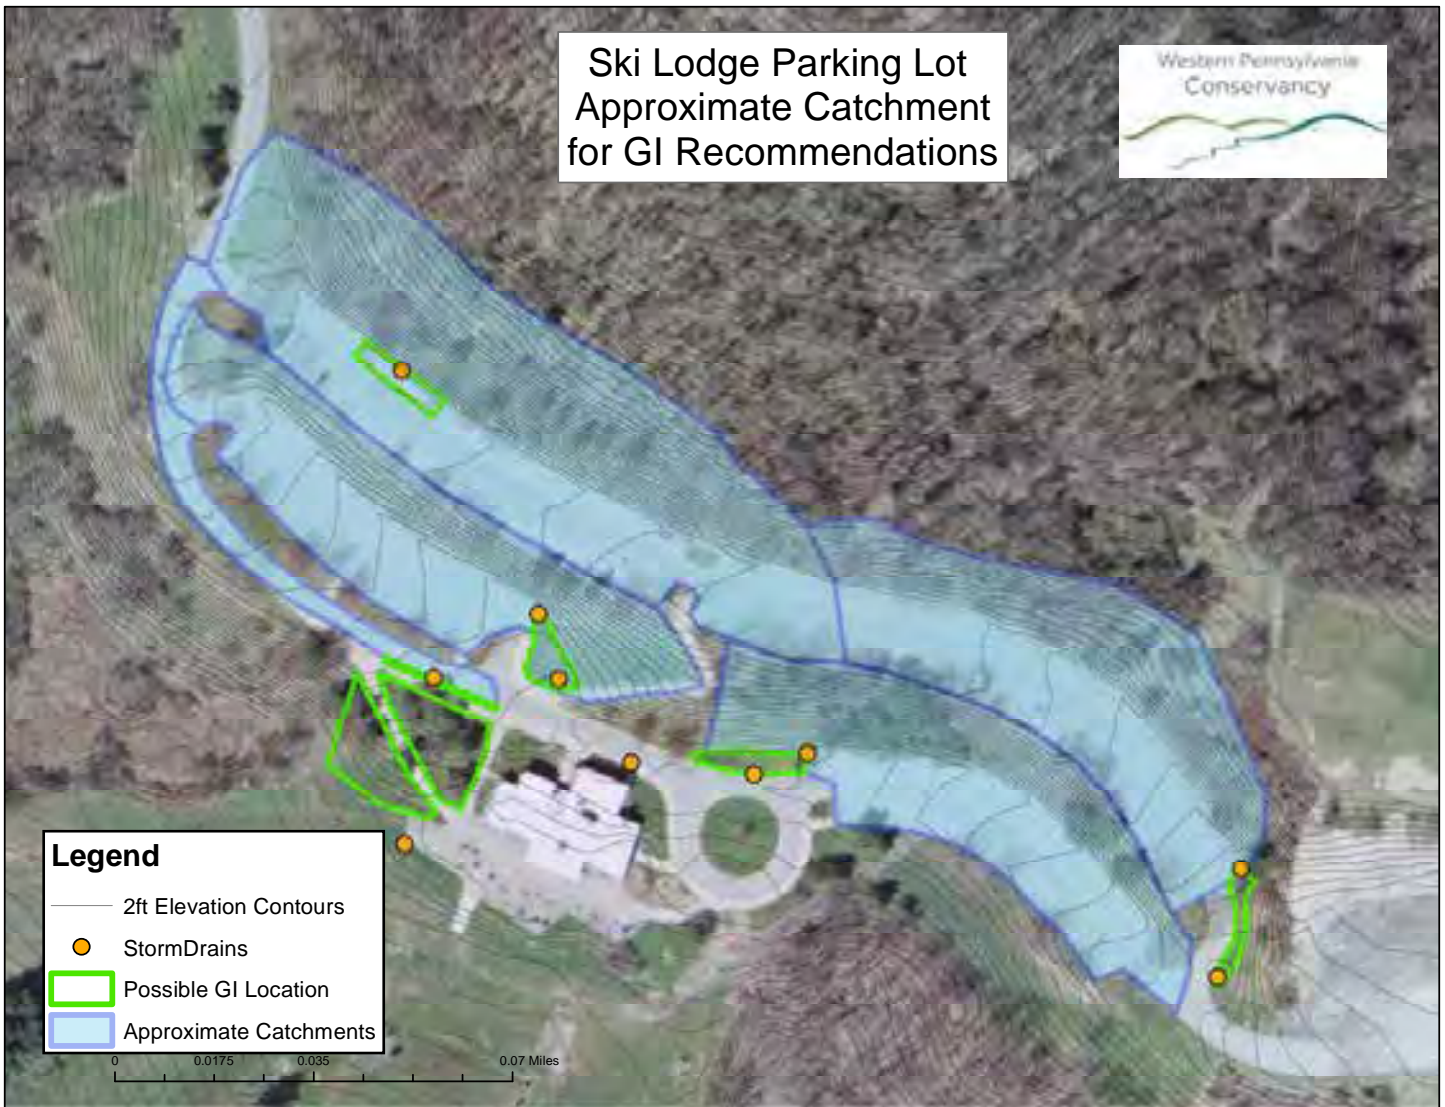 Ski Lodge Parking Lot
Approximate Catchment
for GI Recommendations
Western Pennsylvania
Conservancy
Legend
2ft Elevation Contours
StormDrains
Possible GI Location
Approximate Catchments
0 0.0175 0.035 0.07 Miles